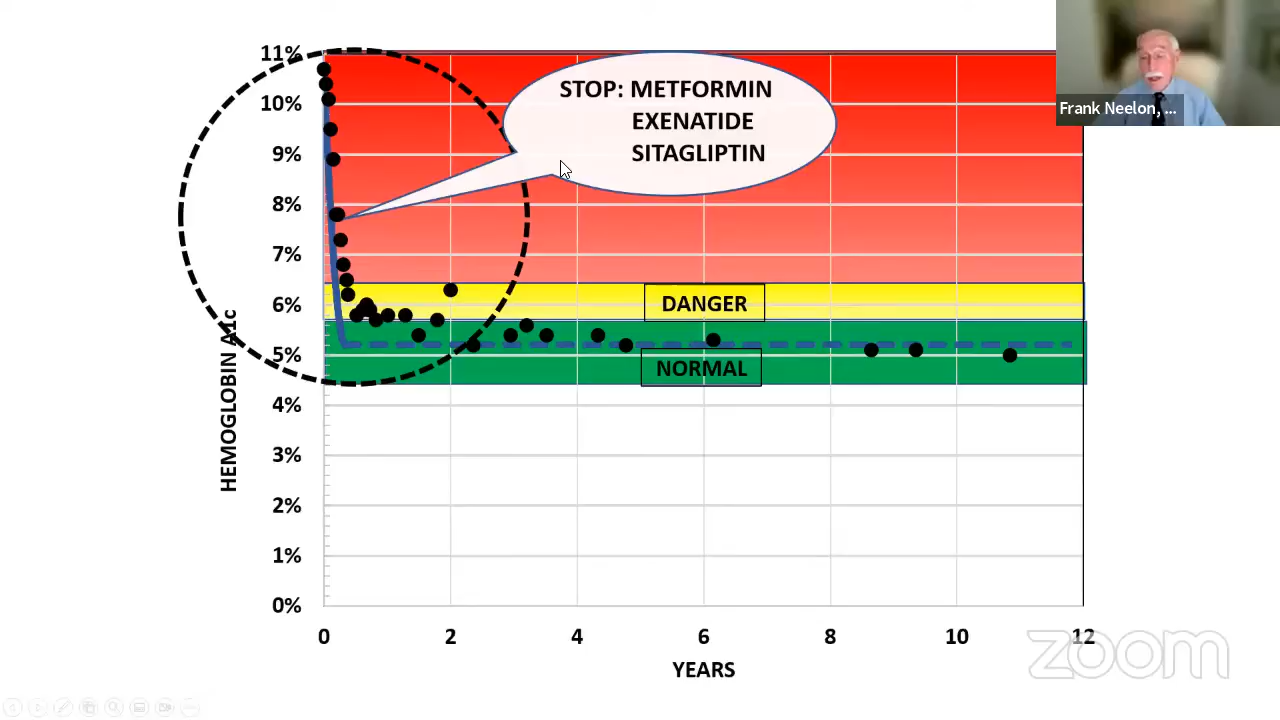 11%
10%
9%
8%
7%
6%
5%
4%
3%
2%
1%
0%
HEMOGLOBIN A1c
STOP: METFORMIN
EXENATIDE
SITAGLIPTIN
DANGER
NORMAL
0 2 4 6 8 10 12
YEARS
Frank Neelon, ...
zoom